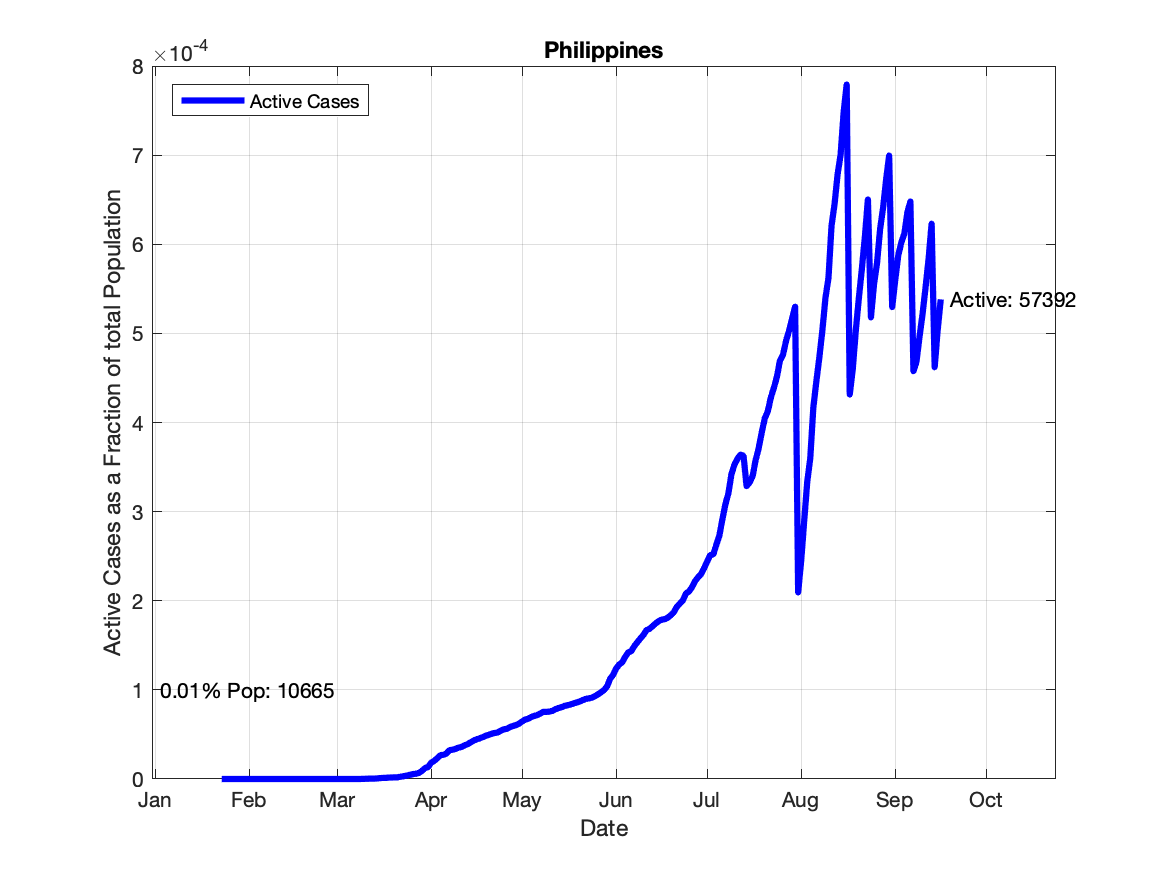 Philippines
×10-4
Active Cases
8
7
6
5
4
3
2
1
0
Active Cases as a Fraction of total Population
Active: 57392
0.01% Pop: 10665
Jan Feb Mar Apr May Jun Jul Aug Sep Oct
Date